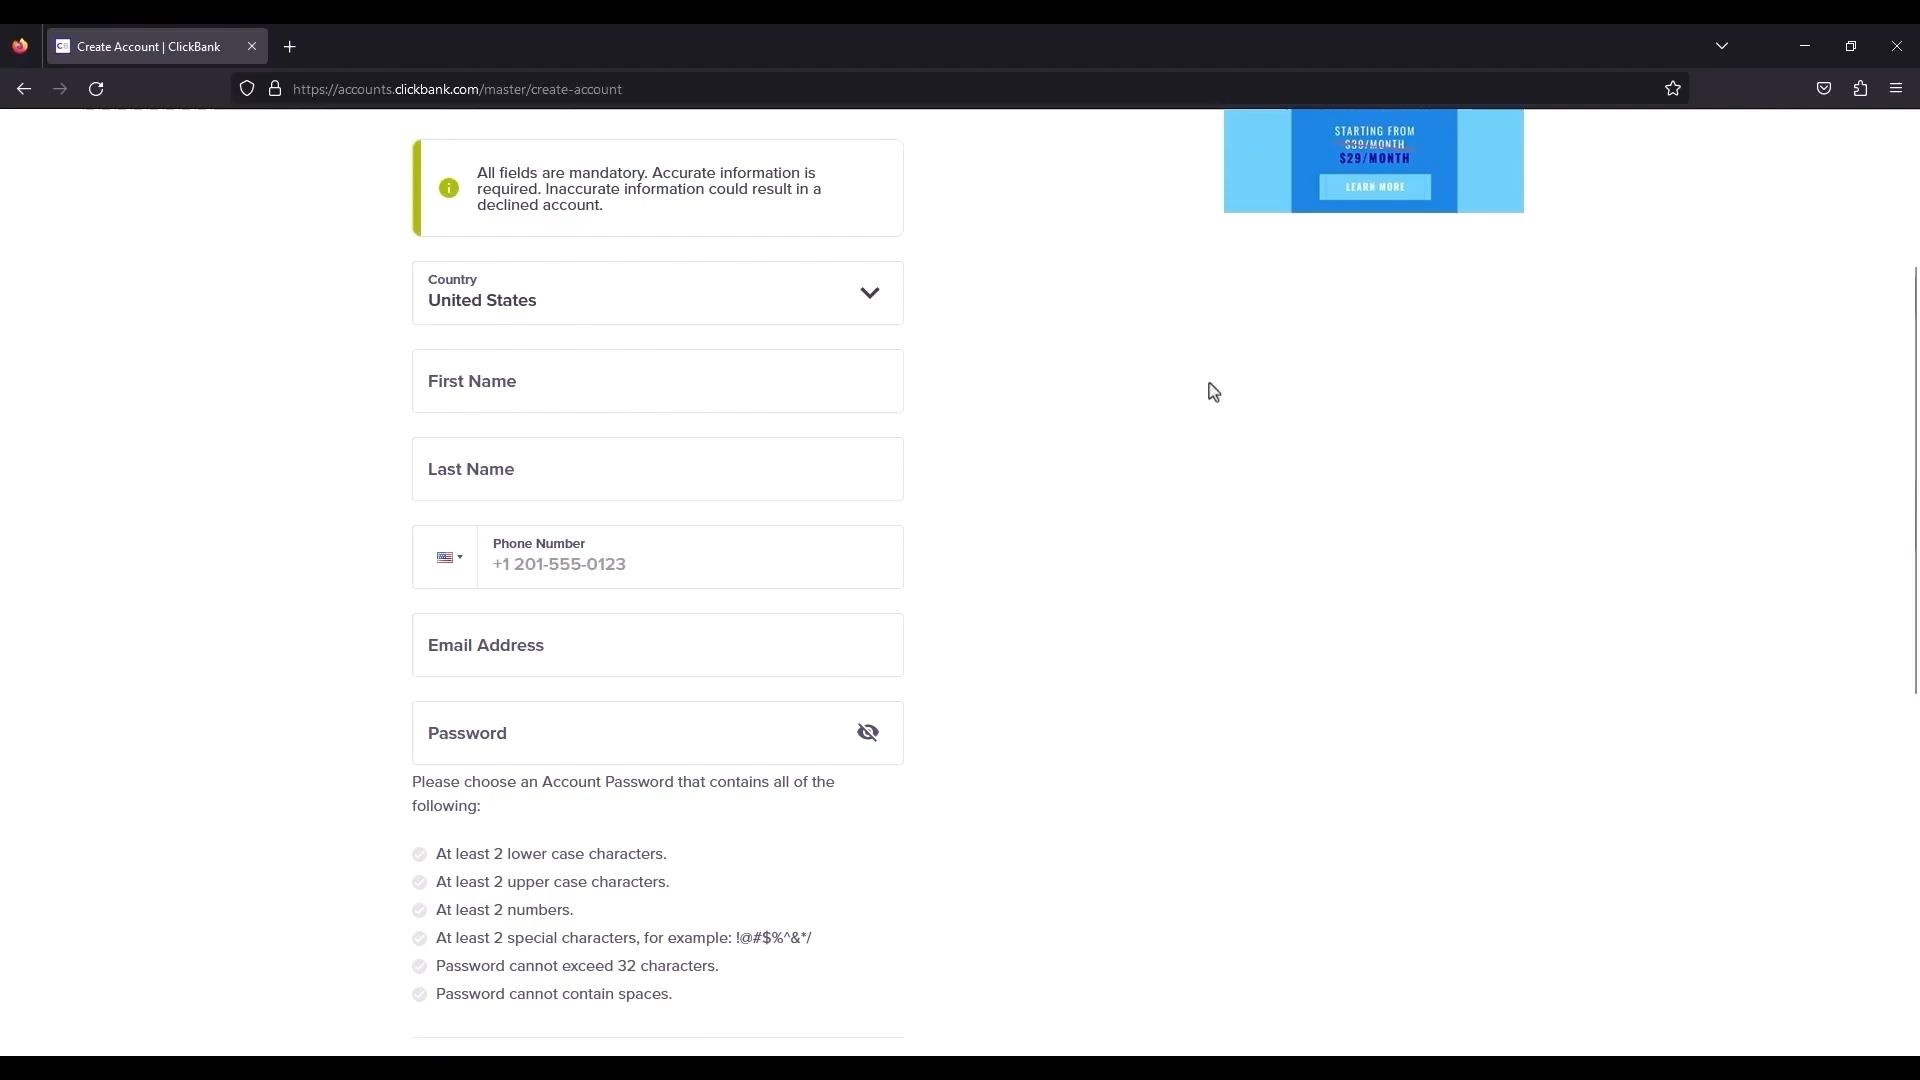 Create Account | ClickBank
https://accounts.clickbank.com/master/create-account
STARTING FROM
$39/MONTH
$29/MONTH
LEARN MORE
All fields are mandatory. Accurate information is
required. Inaccurate information could result in a
declined account.
Country
United States
First Name
Last Name
Phone Number
+1 201-555-0123
Email Address
Password
Please choose an Account Password that contains all of the
following:
At least 2 lower case characters.
At least 2 upper case characters.
At least 2 numbers.
At least 2 special characters, for example: !@#$%^&*/
Password cannot exceed 32 characters.
Password cannot contain spaces.